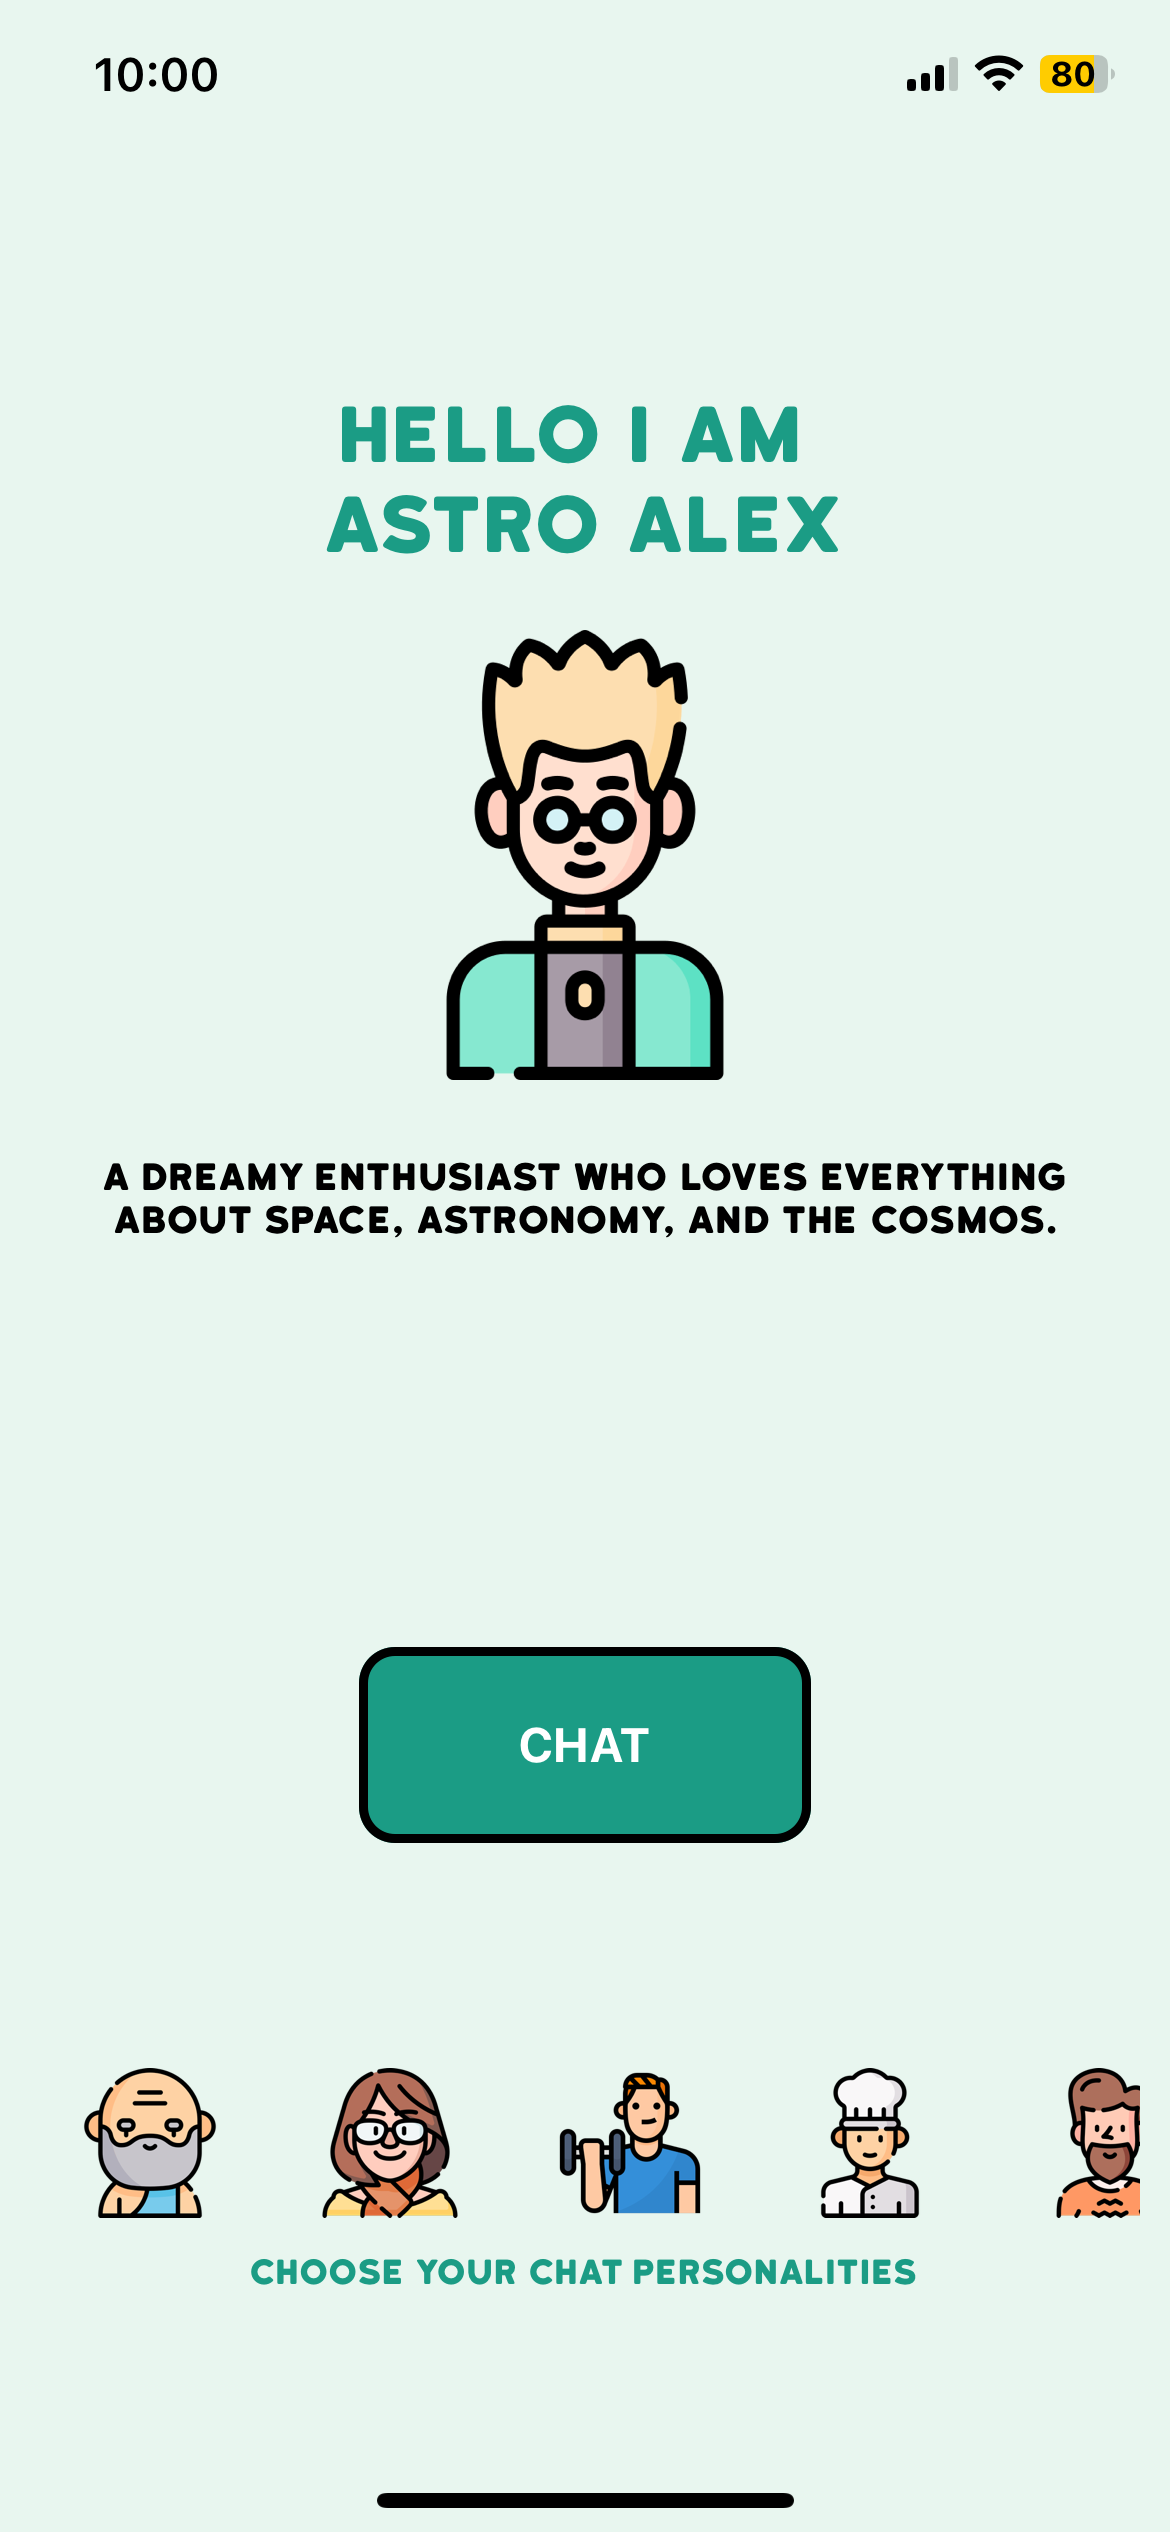 10:00
80
HELLO I AM
ASTRO ALEX
A DREAMY ENTHUSIAST WHO LOVES EVERYTHING
ABOUT SPACE, ASTRONOMY, AND THE COSMOS.
CHAT
CHOOSE YOUR CHAT PERSONALITIES